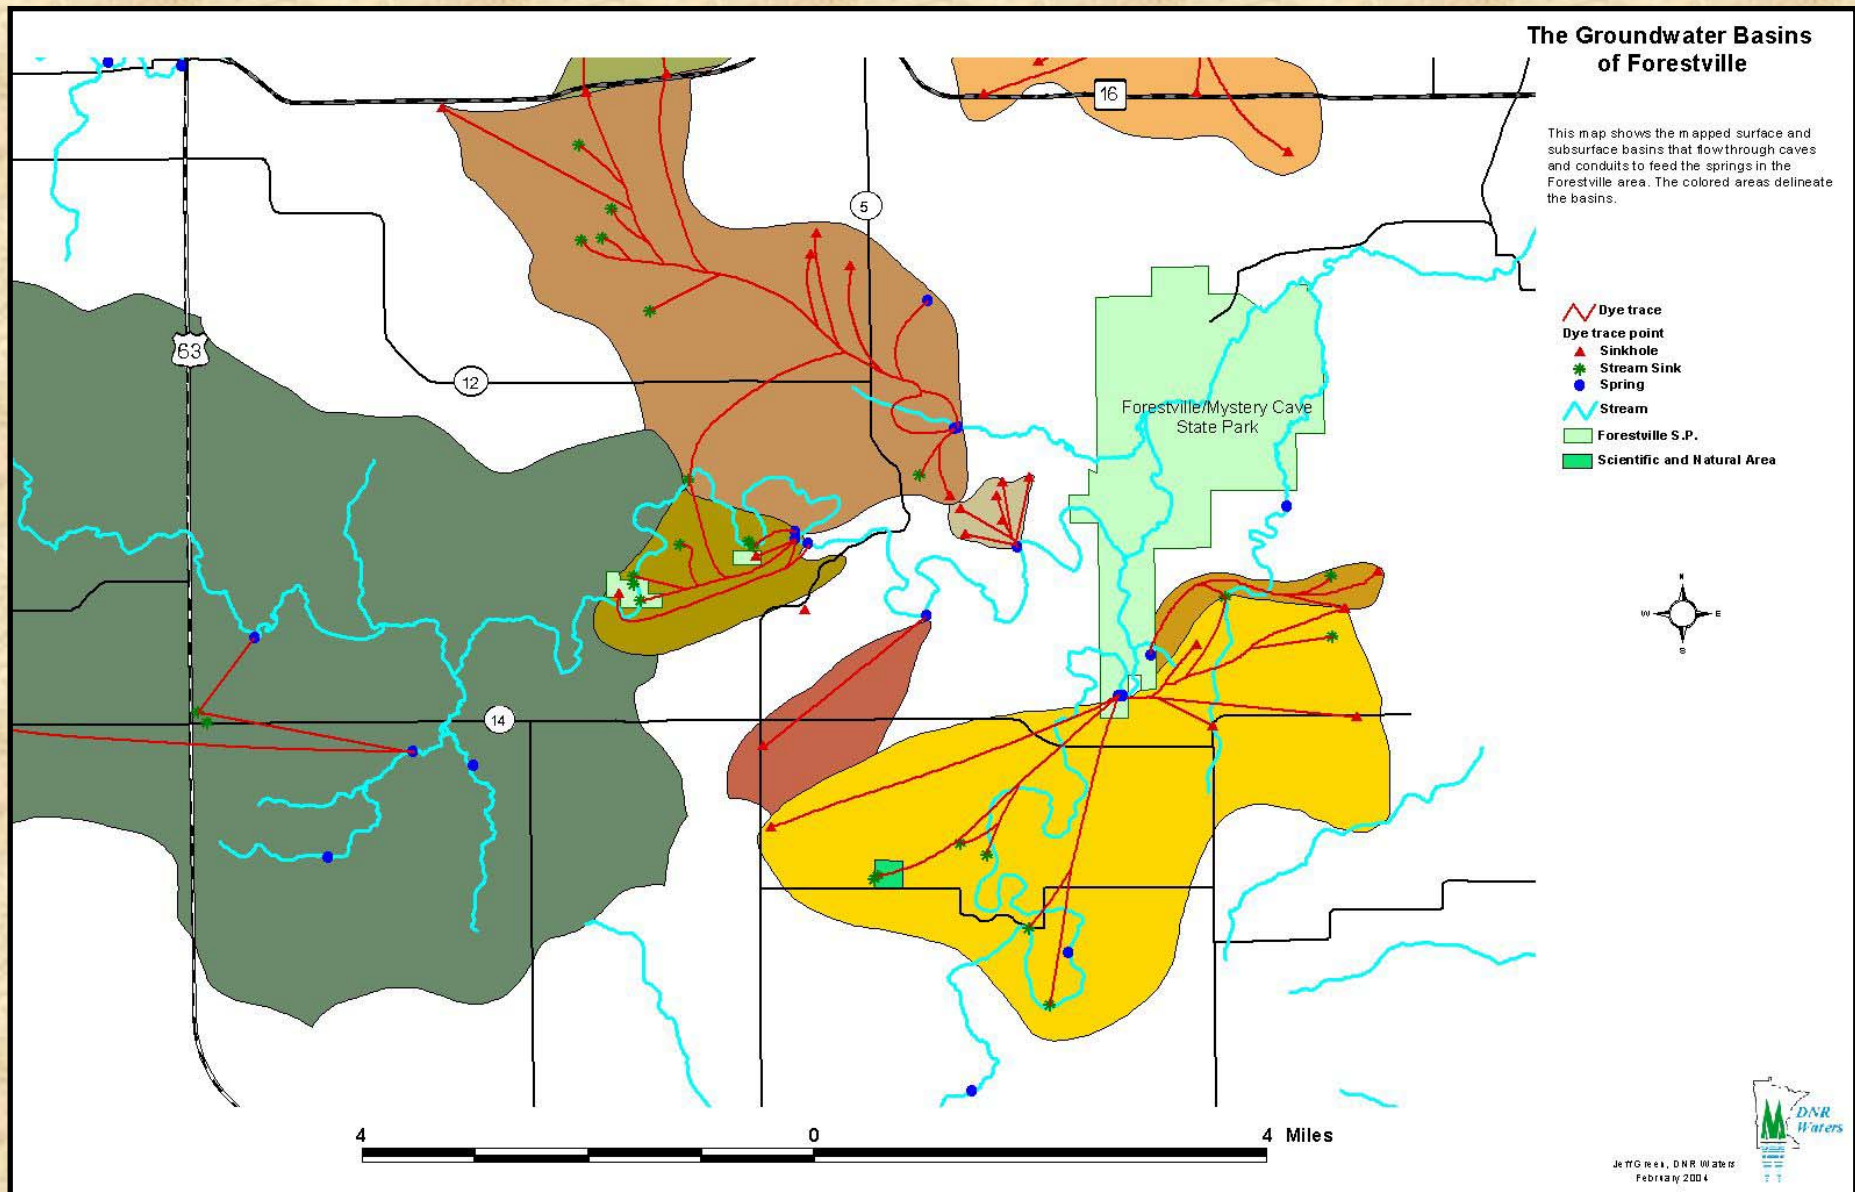 The Groundwater Basins
of Forestville
This map shows the mapped surface and
subsurface basins that flow through caves
and conduits to feed the springs in the
Forestville area. The colored areas delineate
the basins.
16
5
63
12
Forestville/Mystery Cave
State Park
14
Dye trace
Dye trace point
Sinkhole
Stream Sink
Spring
Stream
Forestville S.P.
Scientific and Natural Area
N
W E
S
4 0 4 Miles
DNR
Waters
Jeff Green, DNR Waters
February 2004